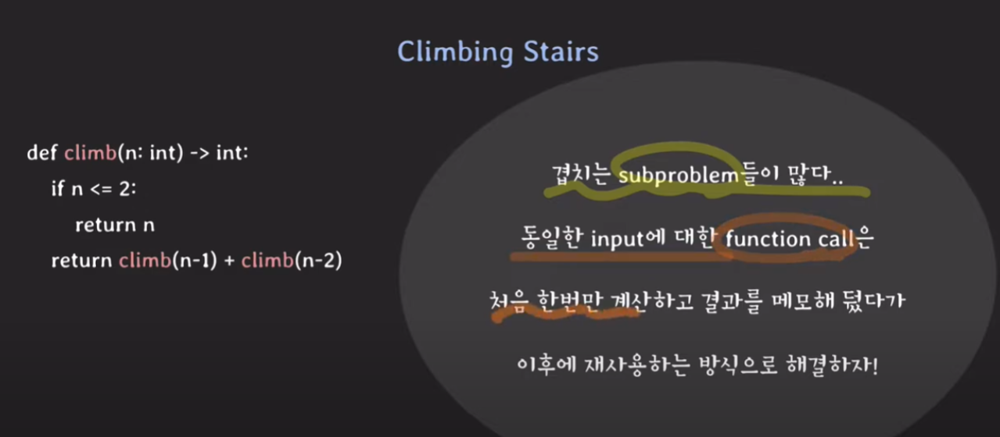 Climbing Stairs
def climb(n: int) -> int:
if n <= 2:
return n
return climb(n-1) + climb(n-2)
겹치는 subproblem들이 많다..
동일한 input에 대한 function call은
처음 한번만 계산하고 결과를 메모해 뒀다가
이후에 재사용하는 방식으로 해결하자!